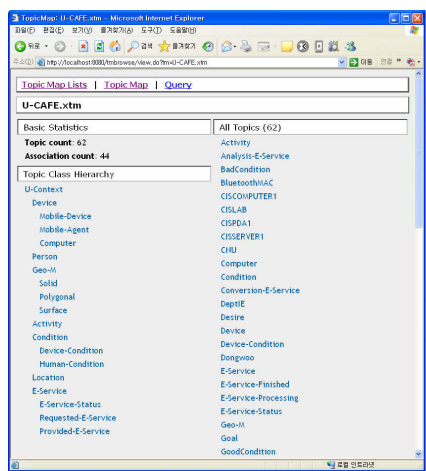 TopicMap: U-CAFE.xtm - Microsoft Internet Explorer
파일(F) 편집(E) 보기(V) 즐겨찾기(A) 도구(T) 도움말(H)
뒤로 검색 즐겨찾기
주소(D) http://localhost:8080/tmbrowse/view.do?tm=U-CAFE.xtm 이동 연결 »
Topic Map Lists | Topic Map | Query
U-CAFE.xtm
Basic Statistics
Topic count: 62
Association count: 44
Topic Class Hierarchy
U-Context
Device
Mobile-Device
Mobile-Agent
Computer
Person
Geo-M
Solid
Polygonal
Surface
Activity
Condition
Device-Condition
Human-Condition
Location
E-Service
E-Service-Status
Requested-E-Service
Provided-E-Service
All Topics (62)
Activity
Analysis-E-Service
BadCondition
BluetoothMAC
CISCOMPUTER1
CISLAB
CISPDA1
CISSERVER1
CNU
Computer
Condition
Conversion-E-Service
DeptIE
Desire
Device
Device-Condition
Dongwoo
E-Service
E-Service-Finished
E-Service-Processing
E-Service-Status
Geo-M
Goal
GoodCondition
로컬 인트라넷